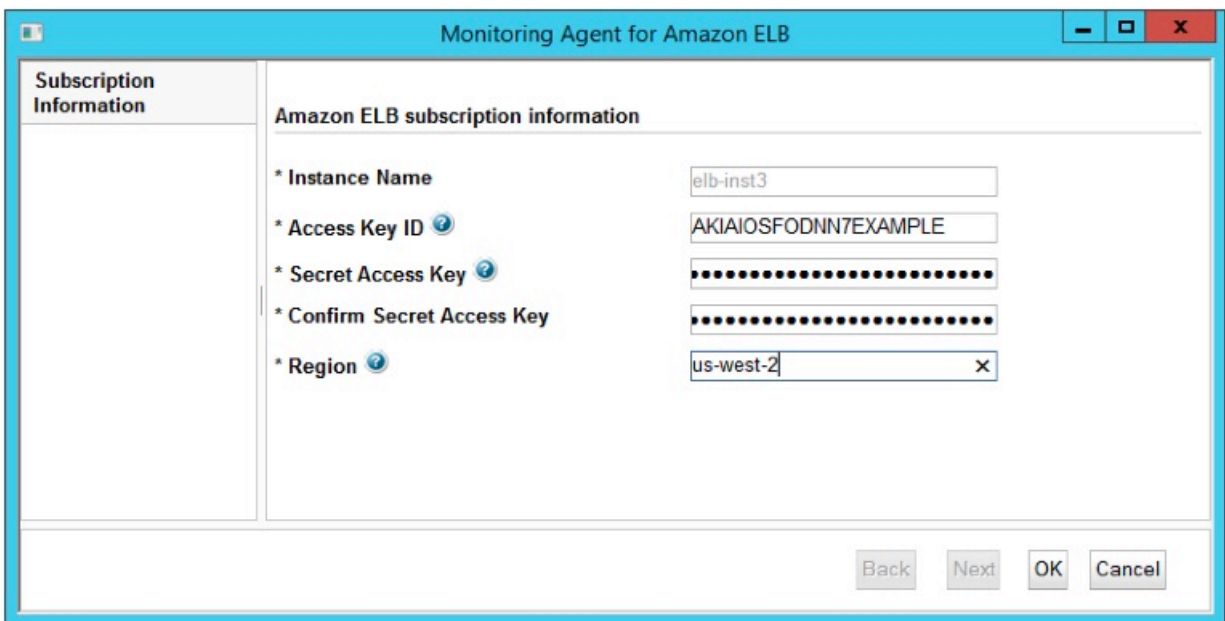 Monitoring Agent for Amazon ELB
Subscription
Information
Amazon ELB subscription information
* Instance Name
elb-inst3
* Access Key ID
AKIAIOSFODNN7EXAMPLE
* Secret Access Key
••••••••••••••••••••••••••
* Confirm Secret Access Key
••••••••••••••••••••••••••
* Region
us-west-2
Back Next OK Cancel